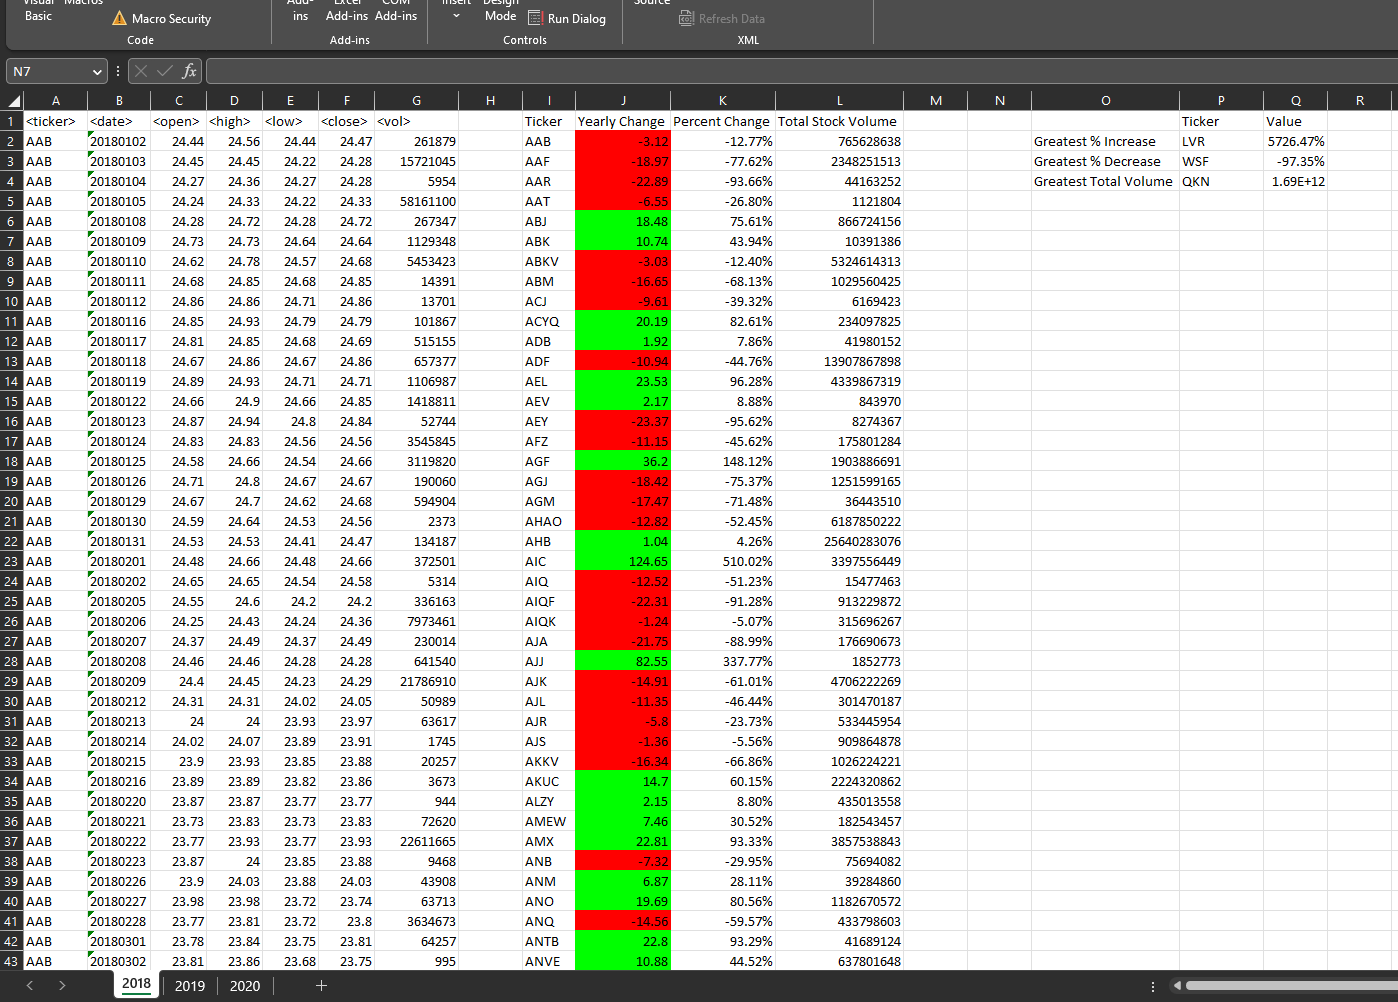 Visual Macros Add- Excel COM Insert Design Source
Basic Macro Security ins Add-ins Add-ins Mode Run Dialog Refresh Data
Code Add-ins Controls XML
N7 fx
A B C D E F G H I J K L M N O P Q R
1 <ticker> <date> <open> <high> <low> <close> <vol> Ticker Yearly Change Percent Change Total Stock Volume Ticker Value
2 AAB 20180102 24.44 24.56 24.44 24.47 261879 AAB -3.12 -12.77% 765628638 Greatest % Increase LVR 5726.47%
3 AAB 20180103 24.45 24.45 24.22 24.28 15721045 AAF -18.97 -77.62% 2348251513 Greatest % Decrease WSF -97.35%
4 AAB 20180104 24.27 24.36 24.27 24.28 5954 AAR -22.89 -93.66% 44163252 Greatest Total Volume QKN 1.69E+12
5 AAB 20180105 24.24 24.33 24.22 24.33 58161100 AAT -6.55 -26.80% 1121804
6 AAB 20180108 24.28 24.72 24.28 24.72 267347 ABJ 18.48 75.61% 866724156
7 AAB 20180109 24.73 24.73 24.64 24.64 1129348 ABK 10.74 43.94% 10391386
8 AAB 20180110 24.62 24.78 24.57 24.68 5453423 ABKV -3.03 -12.40% 5324614313
9 AAB 20180111 24.68 24.85 24.68 24.85 14391 ABM -16.65 -68.13% 1029560425
10 AAB 20180112 24.86 24.86 24.71 24.86 13701 ACJ -9.61 -39.32% 6169423
11 AAB 20180116 24.85 24.93 24.79 24.79 101867 ACYQ 20.19 82.61% 234097825
12 AAB 20180117 24.81 24.85 24.68 24.69 515155 ADB 1.92 7.86% 41980152
13 AAB 20180118 24.67 24.86 24.67 24.86 657377 ADF -10.94 -44.76% 13907867898
14 AAB 20180119 24.89 24.93 24.71 24.71 1106987 AEL 23.53 96.28% 4339867319
15 AAB 20180122 24.66 24.9 24.66 24.85 1418811 AEV 2.17 8.88% 843970
16 AAB 20180123 24.87 24.94 24.8 24.84 52744 AEY -23.37 -95.62% 8274367
17 AAB 20180124 24.83 24.83 24.56 24.56 3545845 AFZ -11.15 -45.62% 175801284
18 AAB 20180125 24.58 24.66 24.54 24.66 3119820 AGF 36.2 148.12% 1903886691
19 AAB 20180126 24.71 24.8 24.67 24.67 190060 AGJ -18.42 -75.37% 1251599165
20 AAB 20180129 24.67 24.7 24.62 24.68 594904 AGM -17.47 -71.48% 36443510
21 AAB 20180130 24.59 24.64 24.53 24.56 2373 AHAO -12.82 -52.45% 6187850222
22 AAB 20180131 24.53 24.53 24.41 24.47 134187 AHB 1.04 4.26% 25640283076
23 AAB 20180201 24.48 24.66 24.48 24.66 372501 AIC 124.65 510.02% 3397556449
24 AAB 20180202 24.65 24.65 24.54 24.58 5314 AIQ -12.52 -51.23% 15477463
25 AAB 20180205 24.55 24.6 24.2 24.2 336163 AIQF -22.31 -91.28% 913229872
26 AAB 20180206 24.25 24.43 24.24 24.36 7973461 AIQK -1.24 -5.07% 315696267
27 AAB 20180207 24.37 24.49 24.37 24.49 230014 AJA -21.75 -88.99% 176690673
28 AAB 20180208 24.46 24.46 24.28 24.28 641540 AJJ 82.55 337.77% 1852773
29 AAB 20180209 24.4 24.45 24.23 24.29 21786910 AJK -14.91 -61.01% 4706222269
30 AAB 20180212 24.31 24.31 24.02 24.05 50989 AJL -11.35 -46.44% 301470187
31 AAB 20180213 24 24 23.93 23.97 63617 AJR -5.8 -23.73% 533445954
32 AAB 20180214 24.02 24.07 23.89 23.91 1745 AJS -1.36 -5.56% 909864878
33 AAB 20180215 23.9 23.93 23.85 23.88 20257 AKKV -16.34 -66.86% 1026224221
34 AAB 20180216 23.89 23.89 23.82 23.86 3673 AKUC 14.7 60.15% 2224320862
35 AAB 20180220 23.87 23.87 23.77 23.77 944 ALZY 2.15 8.80% 435013558
36 AAB 20180221 23.73 23.83 23.73 23.83 72620 AMEW 7.46 30.52% 182543457
37 AAB 20180222 23.77 23.93 23.77 23.93 22611665 AMX 22.81 93.33% 3857538843
38 AAB 20180223 23.87 24 23.85 23.88 9468 ANB -7.32 -29.95% 75694082
39 AAB 20180226 23.9 24.03 23.88 24.03 43908 ANM 6.87 28.11% 39284860
40 AAB 20180227 23.98 23.98 23.72 23.74 63713 ANO 19.69 80.56% 1182670572
41 AAB 20180228 23.77 23.81 23.72 23.8 3634673 ANQ -14.56 -59.57% 433798603
42 AAB 20180301 23.78 23.84 23.75 23.81 64257 ANTB 22.8 93.29% 41689124
43 AAB 20180302 23.81 23.86 23.68 23.75 995 ANVE 10.88 44.52% 637801648
2018 2019 2020